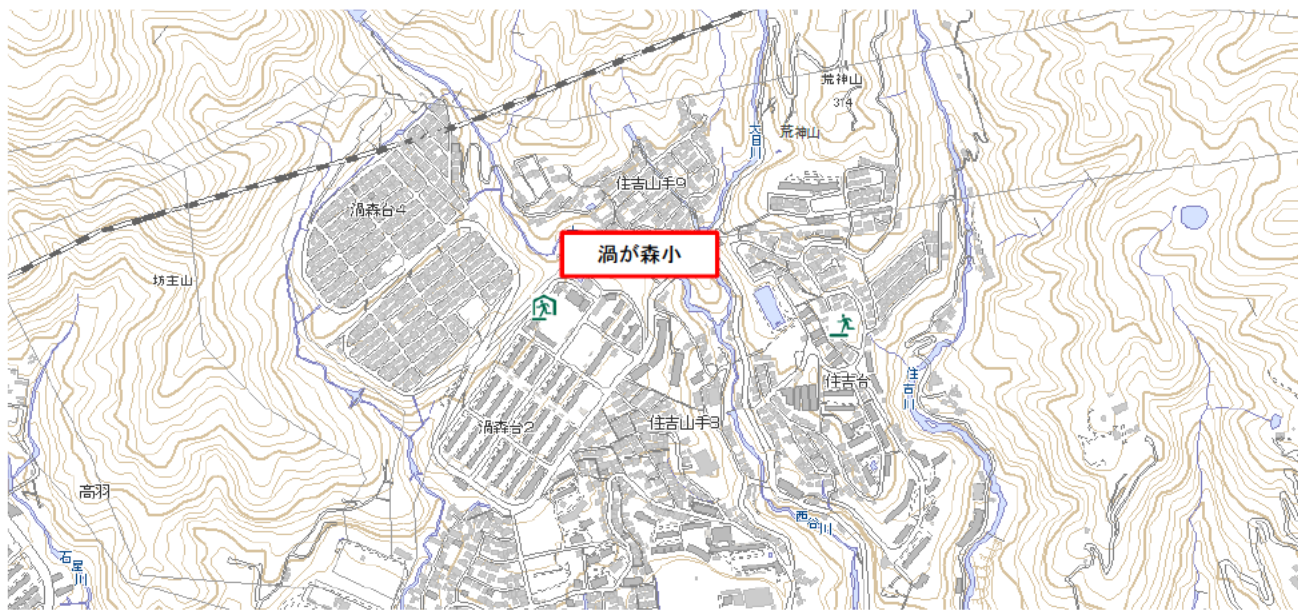 荒神山
314
荒神山
大日川
住吉山手9
渦森台4
渦が森小
坊主山
住吉台
住吉川
住吉山手3
渦森台2
高羽
西谷川
石屋川